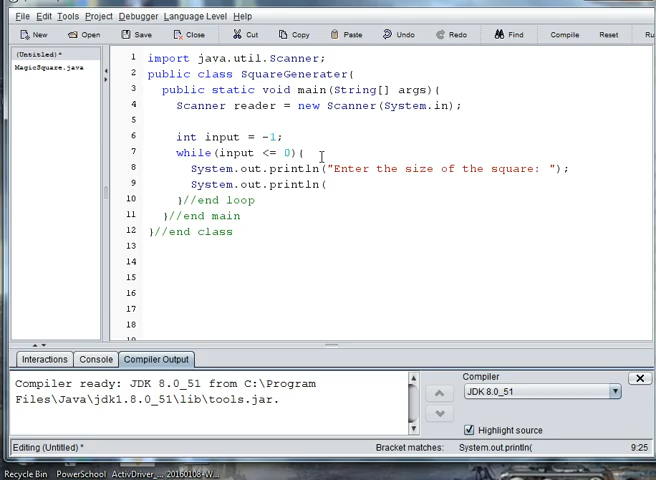 File Edit Tools Project Debugger Language Level Help
New Open Save Close Cut Copy Paste Undo Redo Find Compile Reset Ru
(Untitled) *
MagicSquare.java
1 import java.util.Scanner;
2 public class SquareGenerater{
3 public static void main(String[] args){
4 Scanner reader = new Scanner(System.in);
5
6 int input = -1;
7 while(input <= 0){
8 System.out.println("Enter the size of the square: ");
9 System.out.println(
10 }//end loop
11 }//end main
12 }//end class
13
14
15
16
17
18
Interactions Console Compiler Output
Compiler ready: JDK 8.0_51 from C:\Program
Files\Java\jdk1.8.0_51\lib\tools.jar.
Compiler
JDK 8.0_51
Highlight source
Editing (Untitled) * Bracket matches: System.out.println( 9:25
Recycle Bin PowerSchool ActivDriver_... 20160108-W...